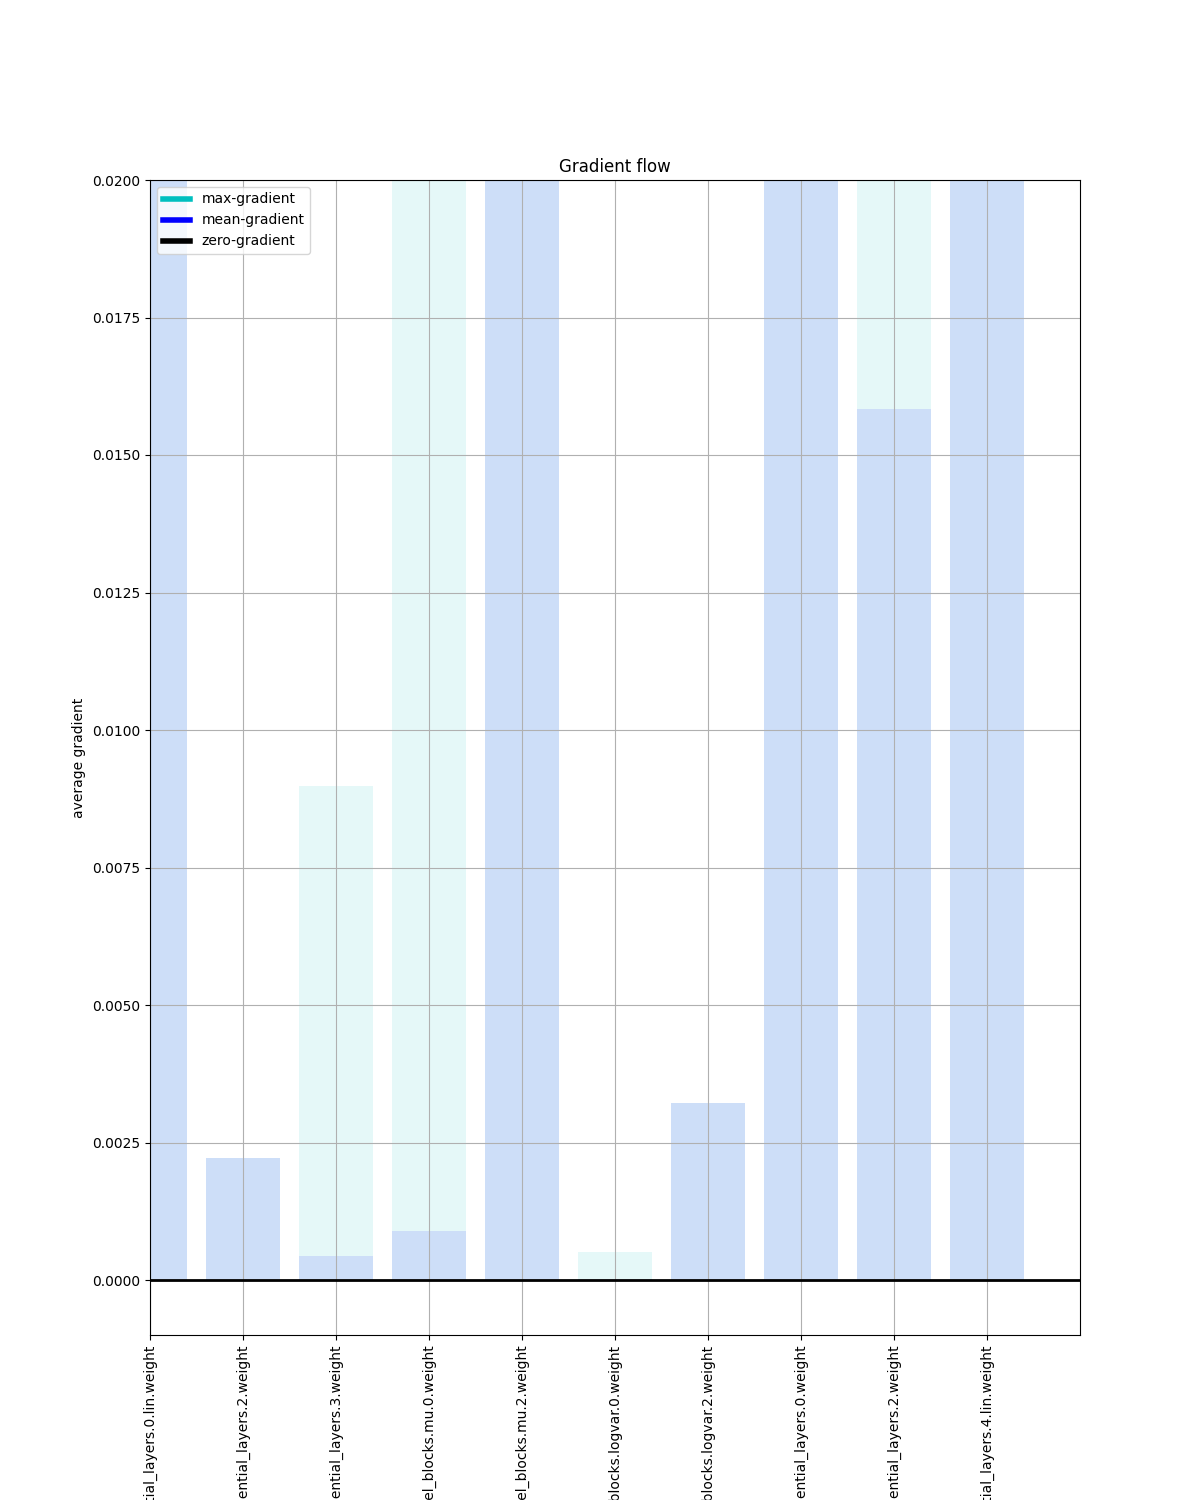 Gradient flow
max-gradient
mean-gradient
zero-gradient
0.0200
0.0175
0.0150
0.0125
0.0100
0.0075
0.0050
0.0025
0.0000
average gradient
tial_layers.0.lin.weight
ential_layers.2.weight
ential_layers.3.weight
el_blocks.mu.0.weight
el_blocks.mu.2.weight
blocks.logvar.0.weight
blocks.logvar.2.weight
ential_layers.0.weight
ential_layers.2.weight
tial_layers.4.lin.weight